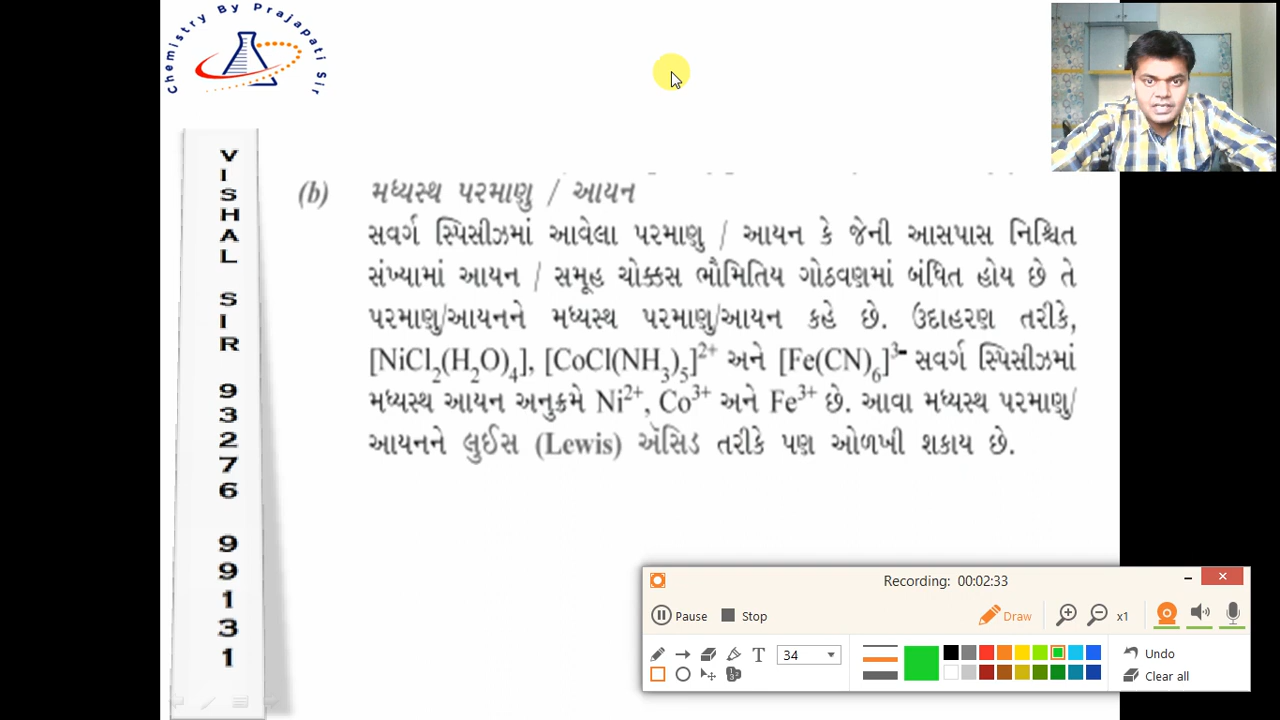 Chemistry By Prajapati Sir
VISHAL SIR 93276 99131
(b) મધ્યસ્થ પરમાણુ / આયન
સવર્ગ સ્પિસીઝમાં આવેલા પરમાણુ / આયન કે જેની આસપાસ નિશ્ચિત
સંખ્યામાં આયન / સમૂહ ચોક્કસ ભૌમિતિય ગોઠવણમાં બંધિત હોય છે તે
પરમાણુ/આયનને મધ્યસ્થ પરમાણુ/આયન કહે છે. ઉદાહરણ તરીકે,
[NiCl₂(H₂O)₄], [CoCl(NH₃)₅]²⁺ અને [Fe(CN)₆]³⁻ સવર્ગ સ્પિસીઝમાં
મધ્યસ્થ આયન અનુક્રમે Ni²⁺, Co³⁺ અને Fe³⁺ છે. આવા મધ્યસ્થ પરમાણુ/
આયનને લુઈસ (Lewis) ઍસિડ તરીકે પણ ઓળખી શકાય છે.
Recording: 00:02:33
Pause Stop Draw x1
T 34 Undo
Clear all